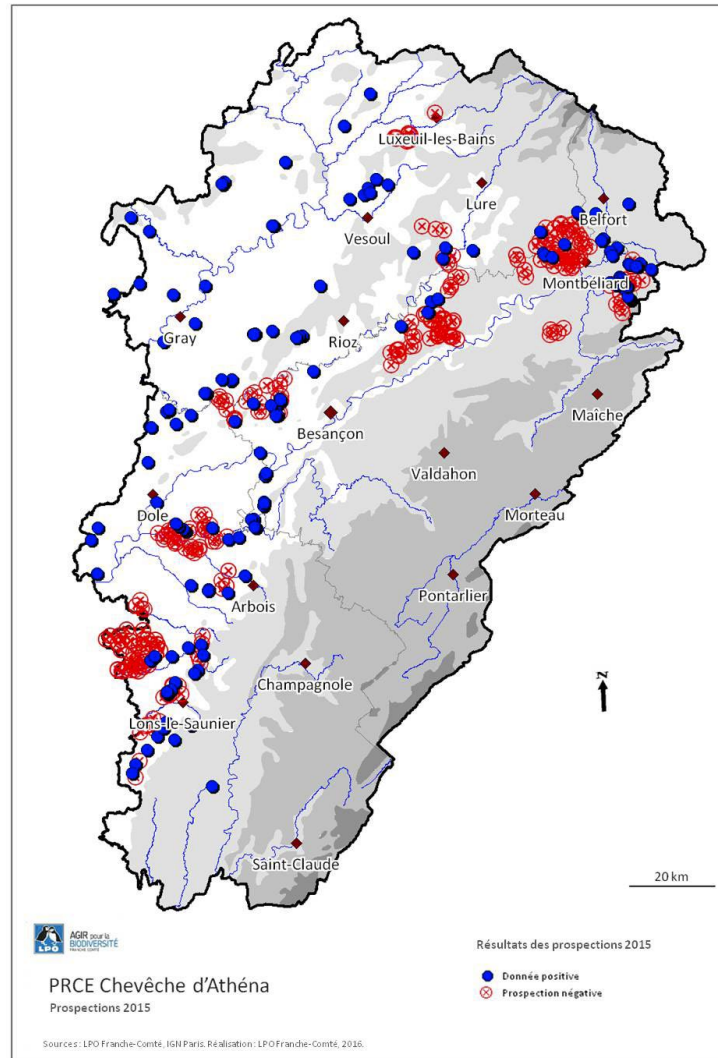 Luxeuil-les-Bains
Lure
Belfort
Vesoul
Montbéliard
Gray
Rioz
Maîche
Besançon
Valdahon
Dole
Morteau
Arbois
Pontarlier
Champagnole
N
Lons-le-Saunier
Saint-Claude
20 km
LPO
AGIR pour la
BIODIVERSITÉ
FRANCHE-COMTÉ
Résultats des prospections 2015
Donnée positive
Prospection négative
PRCE Chevêche d'Athéna
Prospections 2015
Sources : LPO Franche-Comté, IGN Paris. Réalisation : LPO Franche-Comté, 2016.